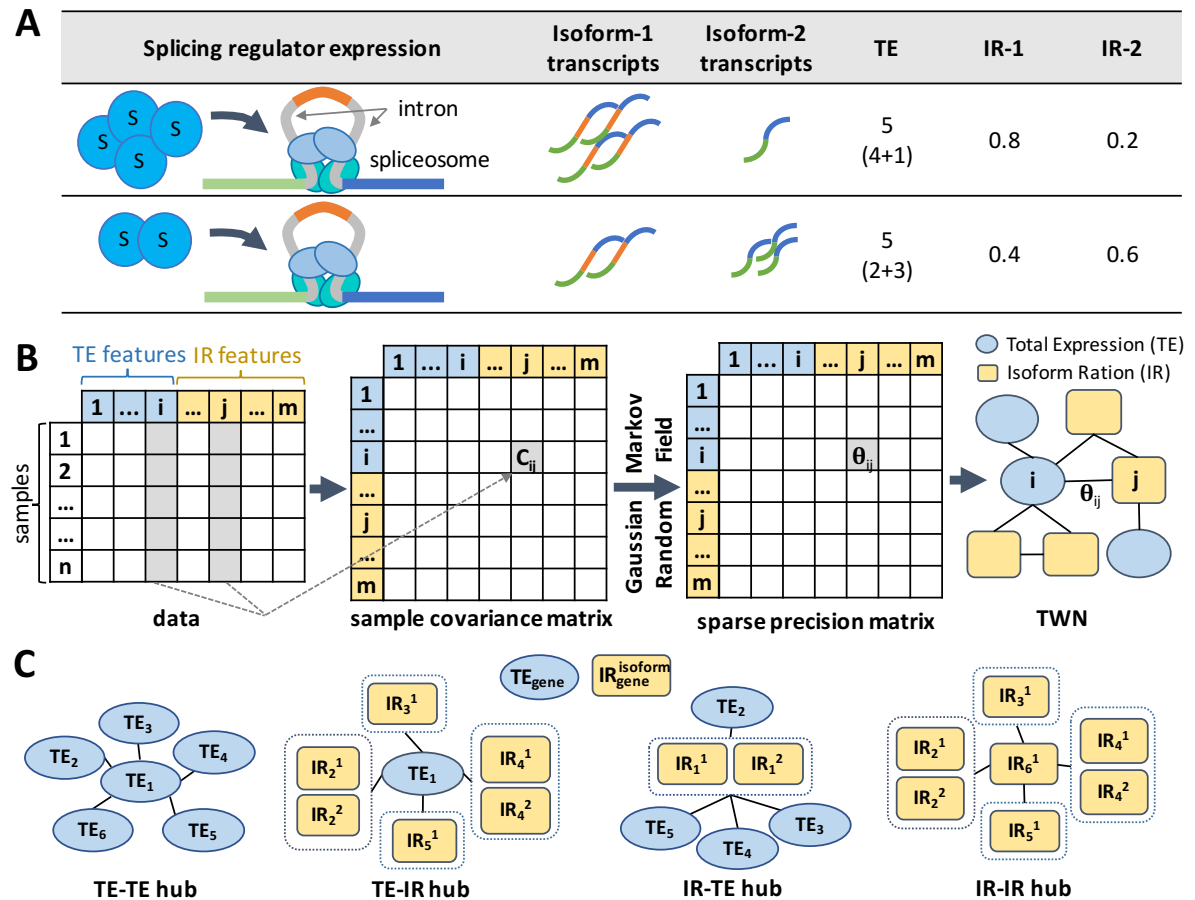 A
Splicing regulator expression
Isoform-1
transcripts
Isoform-2
transcripts
TE
IR-1
IR-2
S
S
S
S
intron
spliceosome
5
(4+1)
0.8
0.2
S
S
5
(2+3)
0.4
0.6
B
TE features
IR features
1 ... i ... j ... m
samples
1
2
...
...
n
data
1 ... i ... j ... m
1
...
i
...
j
...
m
Cij
sample covariance matrix
Gaussian Markov
Random Field
1 ... i ... j ... m
1
...
i
...
j
...
m
θij
sparse precision matrix
Total Expression (TE)
Isoform Ration (IR)
i
θij
j
TWN
C
TEgene
IR isoform gene
TE3
TE2
TE4
TE1
TE6
TE5
TE-TE hub
IR3¹
IR2¹
IR2²
TE1
IR4¹
IR4²
IR5¹
TE-IR hub
TE2
IR1¹
IR1²
TE5
TE4
TE3
IR-TE hub
IR3¹
IR2¹
IR2²
IR6¹
IR4¹
IR4²
IR5¹
IR-IR hub